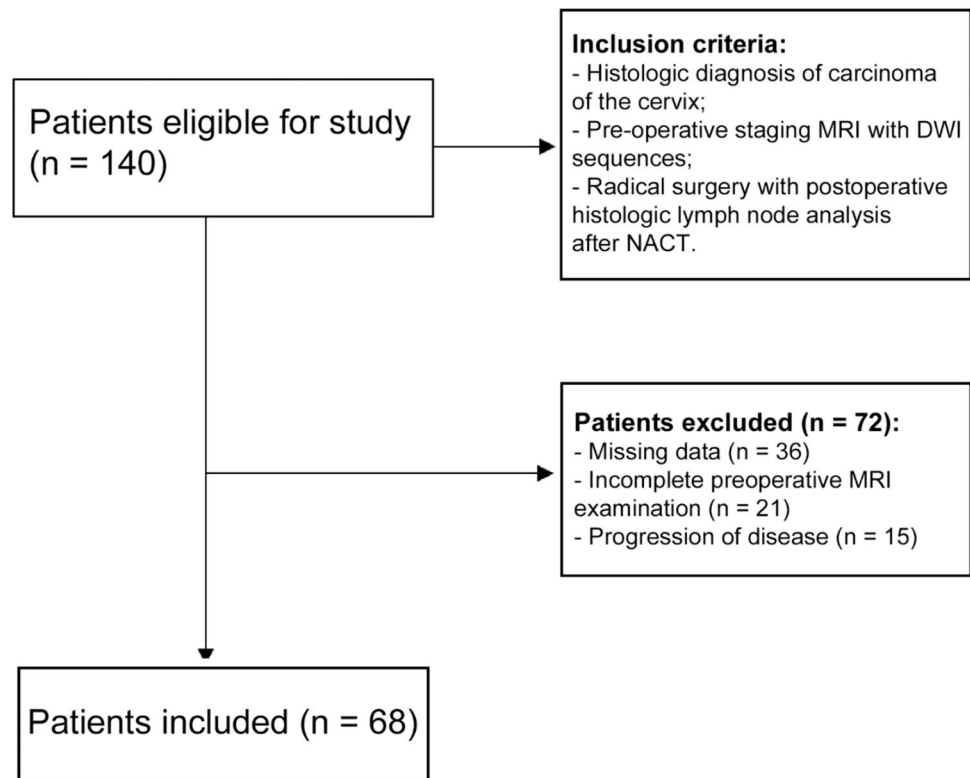 Patients eligible for study
(n = 140)
Inclusion criteria:
- Histologic diagnosis of carcinoma
of the cervix;
- Pre-operative staging MRI with DWI
sequences;
- Radical surgery with postoperative
histologic lymph node analysis
after NACT.
Patients excluded (n = 72):
- Missing data (n = 36)
- Incomplete preoperative MRI
examination (n = 21)
- Progression of disease (n = 15)
Patients included (n = 68)